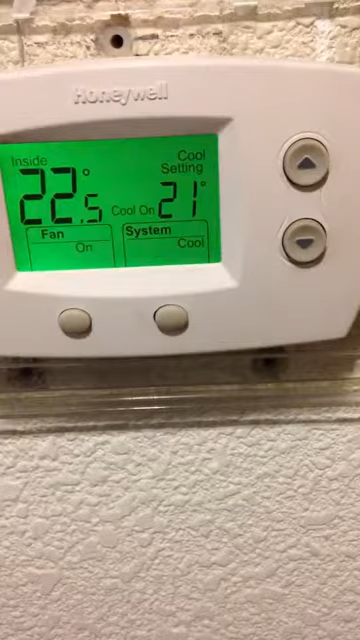 Honeywell
Inside
Cool
Setting
22.5°
Cool On
21°
Fan
On
System
Cool